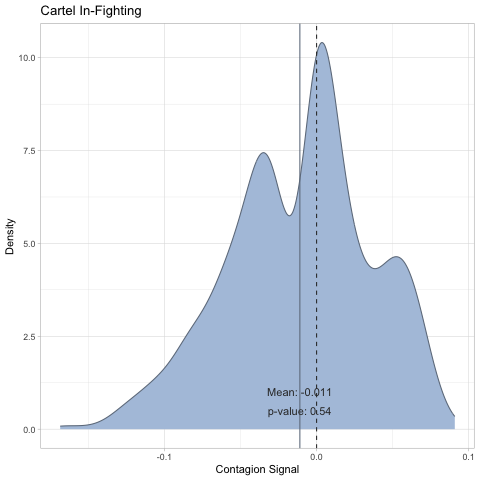 Cartel In-Fighting
10.0
7.5
5.0
2.5
0.0
Density
Mean: -0.011
p-value: 0.54
-0.1
0.0
0.1
Contagion Signal